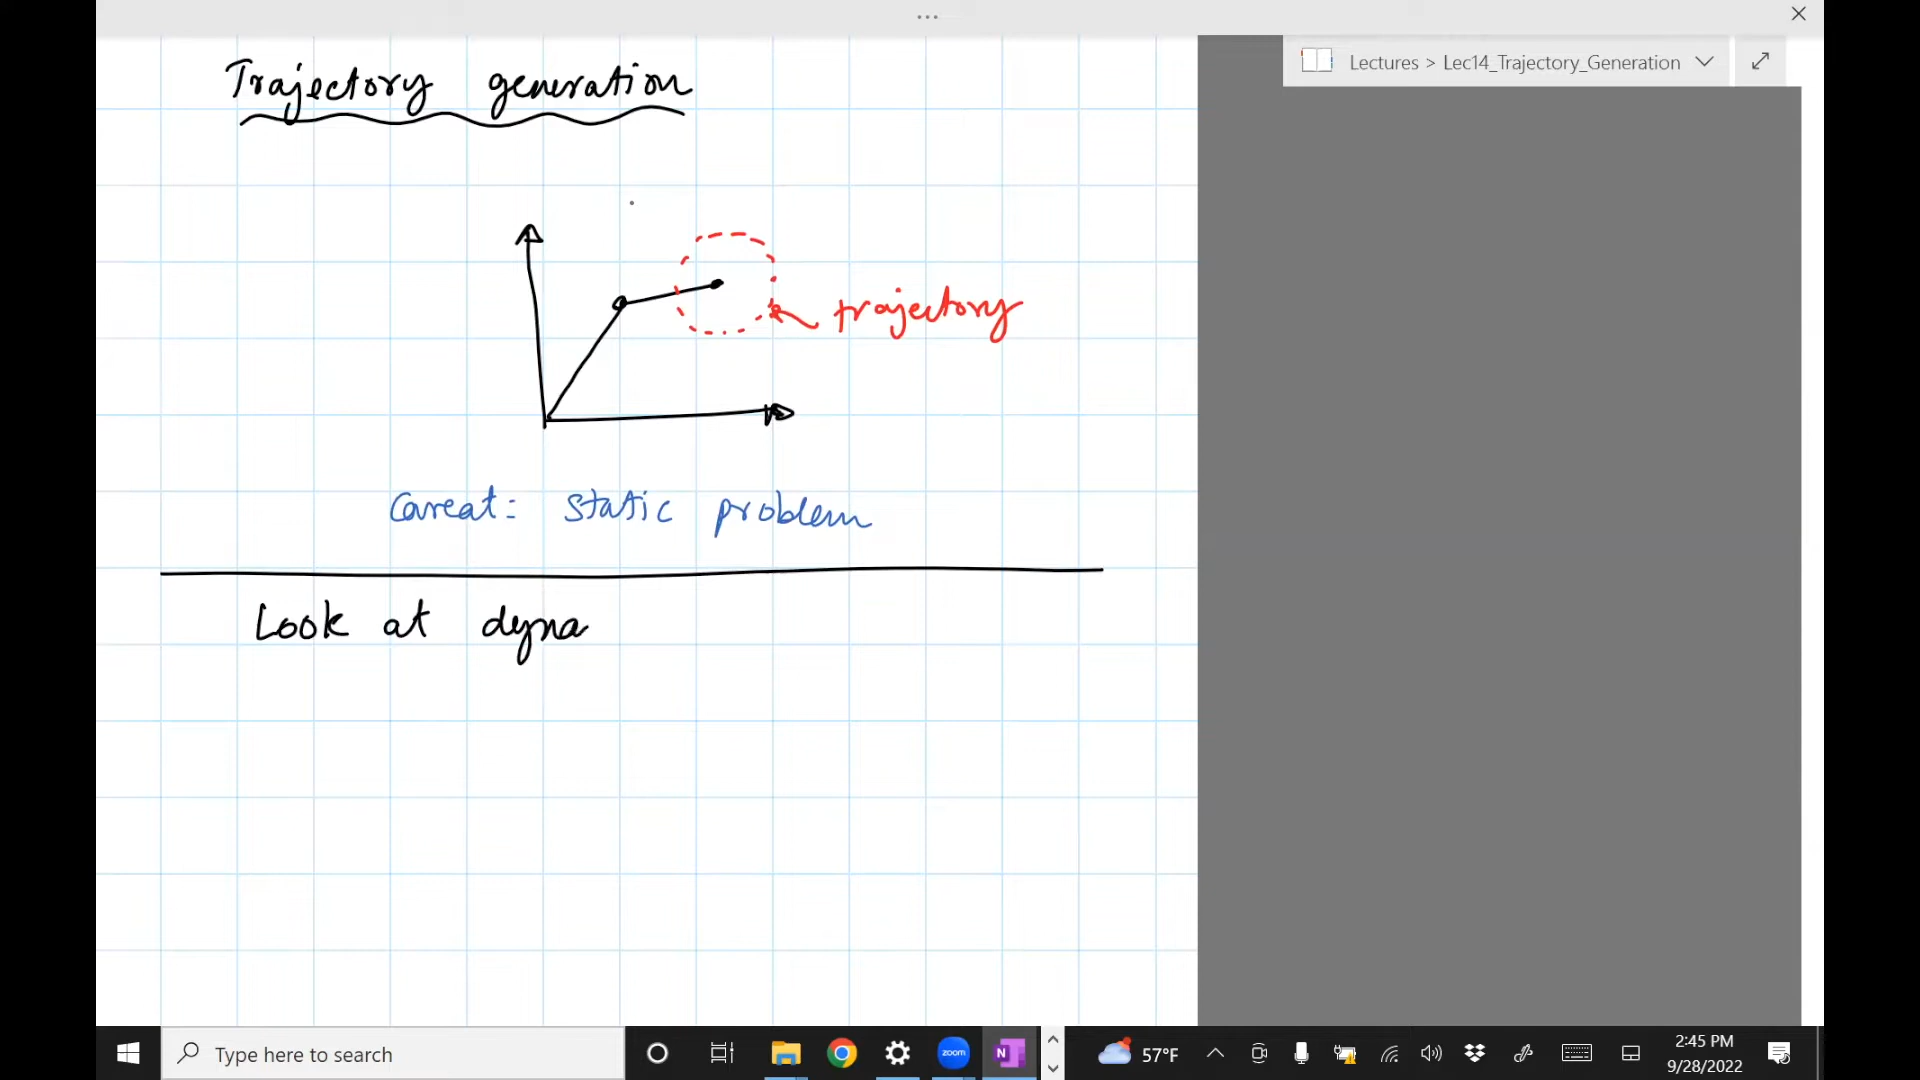 Lectures > Lec14_Trajectory_Generation
Trajectory generation
trajectory
Caveat: static problem
Look at dyna
Type here to search
zoom
N
57°F
2:45 PM
9/28/2022